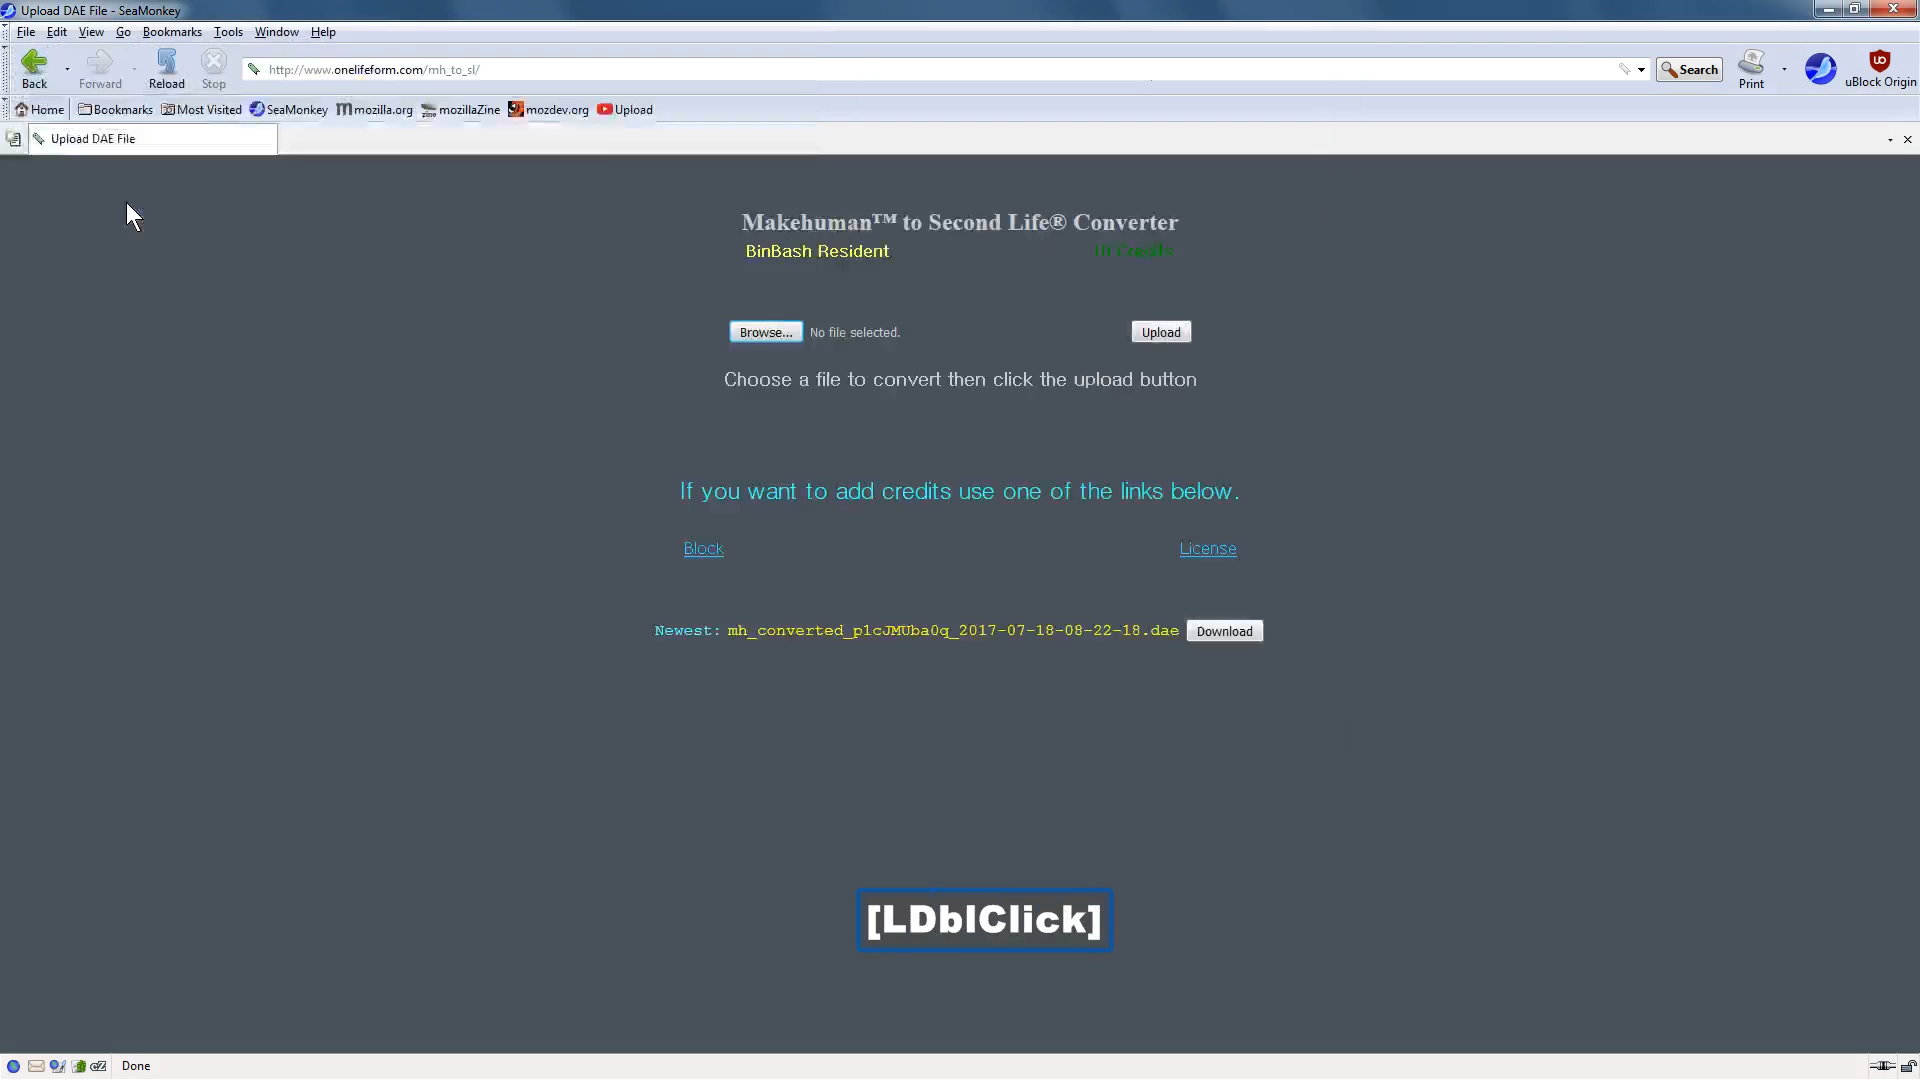 Upload DAE File - SeaMonkey
File Edit View Go Bookmarks Tools Window Help
Back Forward Reload Stop http://www.onelifeform.com/mh_to_sl/ Search Print uBlock Origin
Home Bookmarks Most Visited SeaMonkey mozilla.org mozillaZine mozdev.org Upload
Upload DAE File
Makehuman™ to Second Life® Converter
BinBash Resident Credits
Browse... No file selected. Upload
Choose a file to convert then click the upload button
If you want to add credits use one of the links below.
Block License
Newest: mh_converted_p1cJMUba0q_2017-07-18-08-22-18.dae Download
[LDblClick]
Done